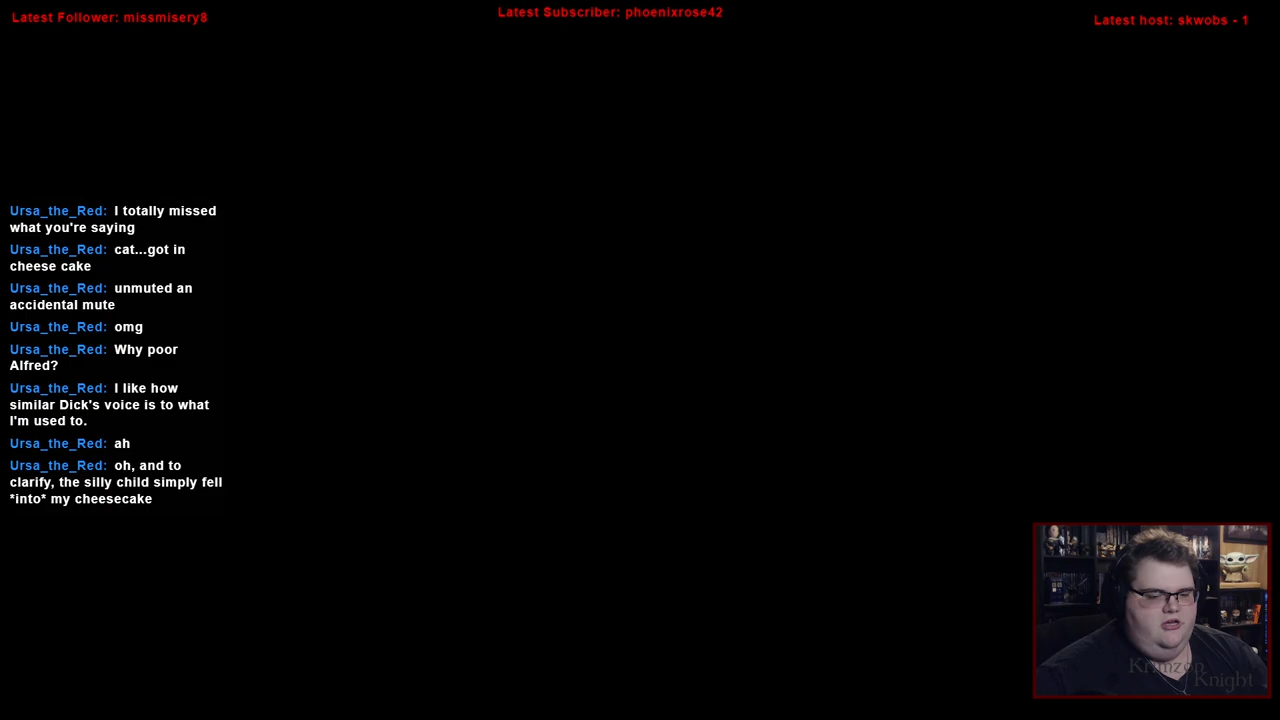 Latest Follower: missmisery8
Latest Subscriber: phoenixrose42
Latest host: skwobs - 1
Ursa_the_Red: I totally missed
what you're saying
Ursa_the_Red: cat...got in
cheese cake
Ursa_the_Red: unmuted an
accidental mute
Ursa_the_Red: omg
Ursa_the_Red: Why poor
Alfred?
Ursa_the_Red: I like how
similar Dick's voice is to what
I'm used to.
Ursa_the_Red: ah
Ursa_the_Red: oh, and to
clarify, the silly child simply fell
*into* my cheesecake
Krimzon
Knight